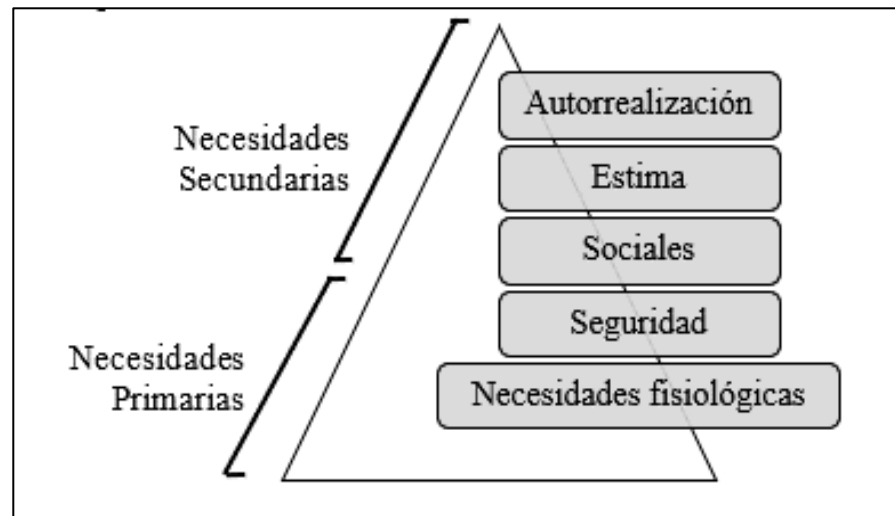 Necesidades
Secundarias
Autorrealización
Estima
Sociales
Seguridad
Necesidades
Primarias
Necesidades fisiológicas